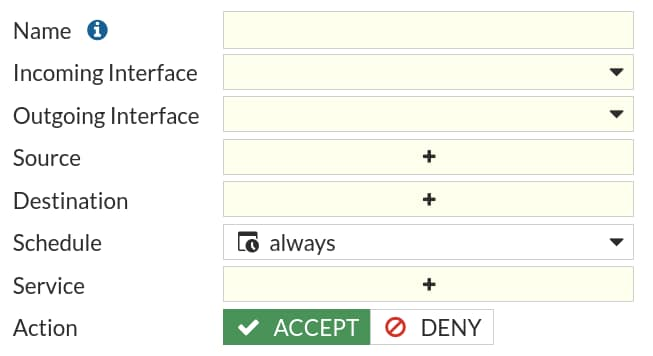 Name
Incoming Interface
Outgoing Interface
Source +
Destination +
Schedule always
Service +
Action ACCEPT DENY